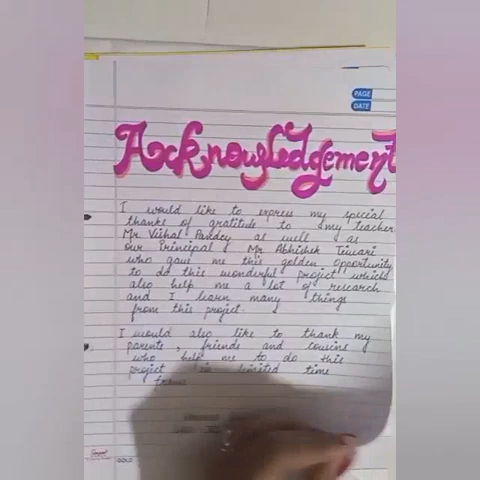 PAGE
DATE
Acknowledgement
I would like to express my special
thanks of gratitude to my teacher
Mr. Vishal Pandey as well as
our Principal Mr Abhishek Tiwari
who gave me this golden opportunity
to do this wonderful project which
also help me a lot of research
and I learn many things
from this project.
I would also like to thank my
parents, friends and cousins
who help me to do this
project in limited time
frame
GOLD